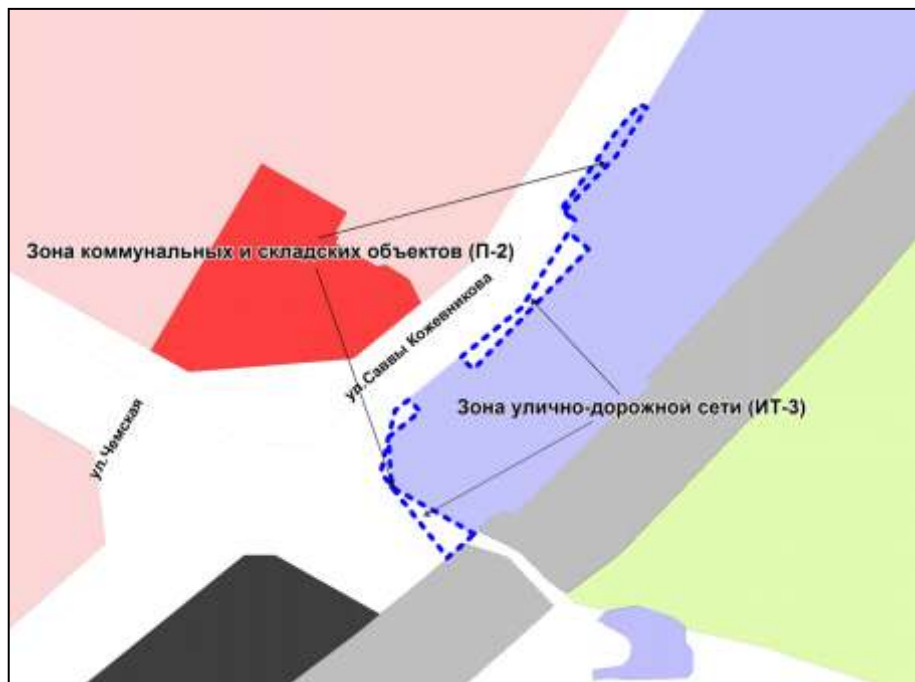 Зона коммунальных и складских объектов (П-2)
ул.Саввы Кожевникова
Зона улично-дорожной сети (ИТ-3)
ул.Чемская